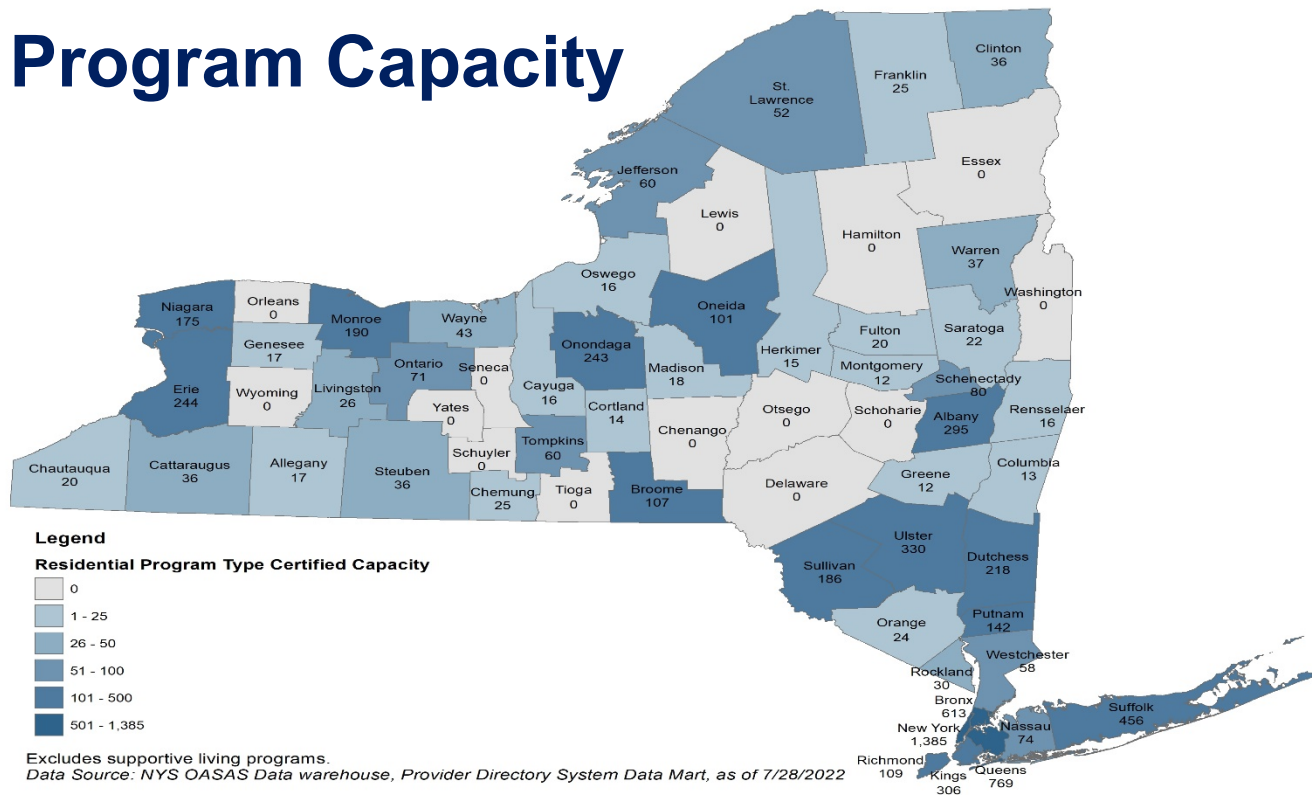 Program Capacity
Clinton
36
Franklin
25
St.
Lawrence
52
Essex
0
Jefferson
60
Lewis
0
Hamilton
0
Warren
37
Washington
0
Oswego
16
Oneida
101
Herkimer
15
Fulton
20
Saratoga
22
Montgomery
12
Niagara
175
Orleans
0
Monroe
190
Wayne
43
Genesee
17
Onondaga
243
Madison
18
Ontario
71
Seneca
0
Cayuga
16
Erie
244
Wyoming
0
Livingston
26
Yates
0
Cortland
14
Chenango
0
Otsego
0
Schoharie
0
Schenectady
80
Albany
295
Rensselaer
16
Chautauqua
20
Cattaraugus
36
Allegany
17
Steuben
36
Schuyler
0
Tompkins
60
Chemung
25
Tioga
0
Broome
107
Delaware
0
Greene
12
Columbia
13
Ulster
330
Dutchess
218
Sullivan
186
Orange
24
Putnam
142
Westchester
58
Rockland
30
Bronx
613
New York
1,385
Nassau
74
Suffolk
456
Richmond
109
Kings
306
Queens
769
Legend
Residential Program Type Certified Capacity
0
1 - 25
26 - 50
51 - 100
101 - 500
501 - 1,385
Excludes supportive living programs.
Data Source: NYS OASAS Data warehouse, Provider Directory System Data Mart, as of 7/28/2022